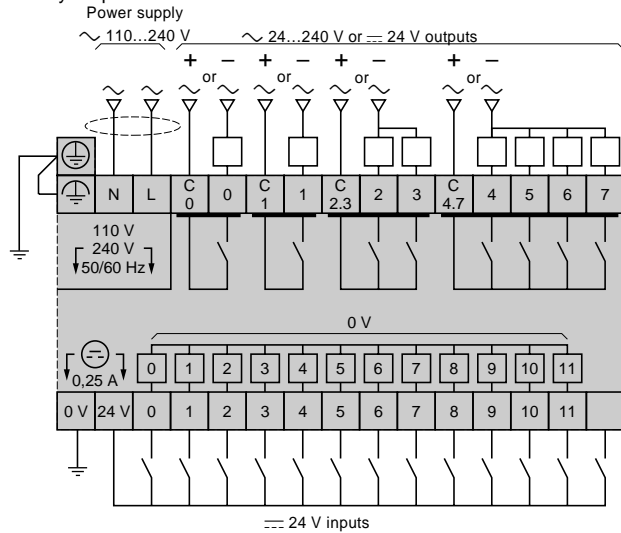 Power supply
∼ 110...240 V
∼ 24...240 V or ⎓ 24 V outputs
+ − + − + − + −
or or or or
∼ ∼ ∼ ∼ ∼ ∼ ∼ ∼ ∼ ∼
N L C 0 0 C 1 1 C 2.3 2 3 C 4.7 4 5 6 7
110 V
240 V
50/60 Hz
0 V
0,25 A
0 1 2 3 4 5 6 7 8 9 10 11
0 V 24 V 0 1 2 3 4 5 6 7 8 9 10 11
⎓ 24 V inputs